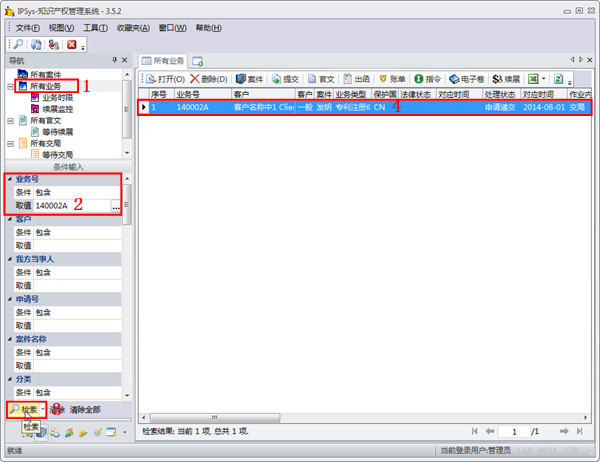 IPSys-知识产权管理系统 - 3.5.2
文件(F) 视图(V) 工具(T) 收藏夹(A) 窗口(W) 帮助(H)
导航
所有案件
所有业务 1
业务时限
续展监控
所有官文
等待续展
所有交局
等待交局
条件输入
业务号
条件 包含
取值 140002A ... 2
客户
条件 包含
取值
我方当事人
条件 包含
取值
申请号
条件 包含
取值
案件名称
条件 包含
取值
分类
条件 包含
检索 3 清除 清除全部
检索
所有业务
打开(O) 删除(D) 案件 提交 官文 出函 账单 指令 电子卷 续展
序号 业务号 客户 客户 案件 业务类型 保护国 法律状态 对应时间 处理状态 对应时间 作业内
1 140002A 客户名称中1 Clie 一般 发明 专利注册 CN 4 申请递交 2014-08-01 交局
检索结果: 当前 1 项, 总共 1 项.
1 /1
就绪
当前登录用户:管理员 CAP NUM SCRL